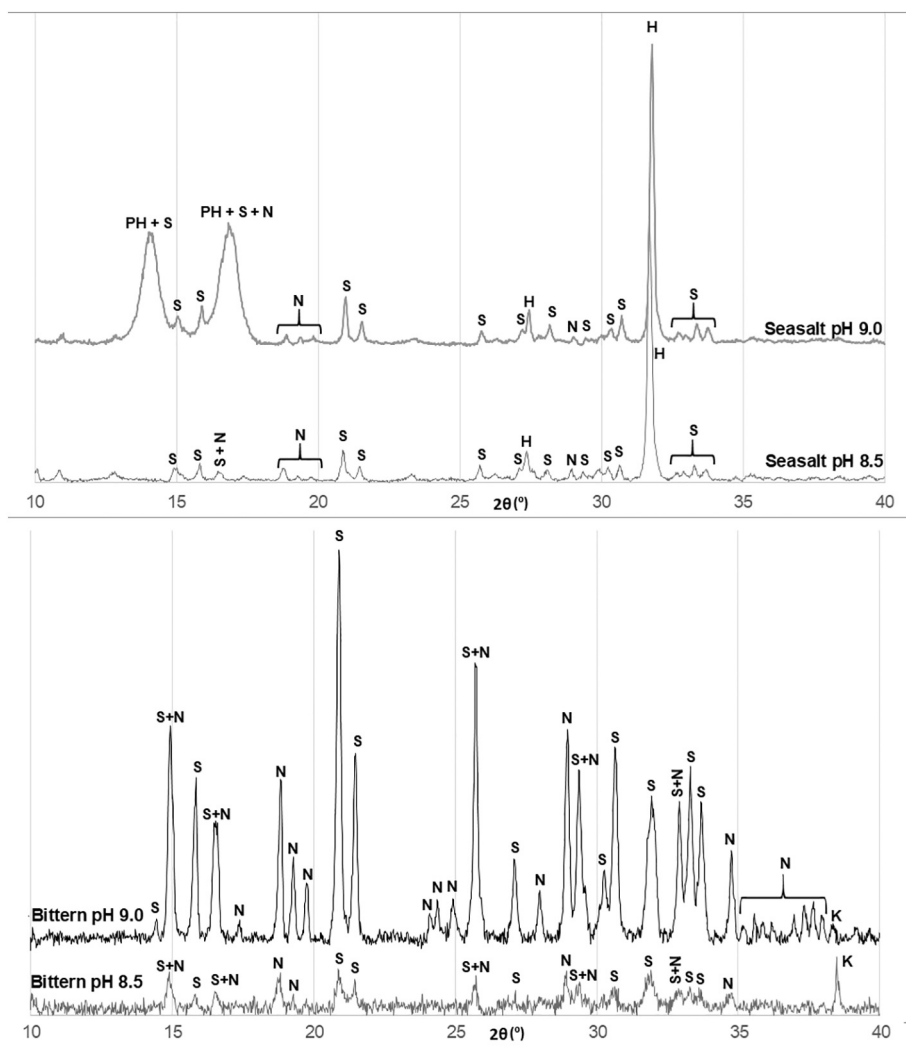 H
PH + S
PH + S + N
S
S
N
S
S
S
S
H
S
N
S
S
S
S
Seasalt pH 9.0
H
S
S
S + N
N
S
S
S
S
H
S
N
S
S
S
S
Seasalt pH 8.5
10
15
20
25
30
35
40
2θ (º)
S
S+N
S+N
S
S+N
S
N
N
N
N
S
N
N
N
S
N
N
S+N
S
S
S
S+N
S
S
N
N
K
Bittern pH 9.0
Bittern pH 8.5
S+N
S
S+N
N
N
S
S
S+N
S
N
S+N
S
S
S+N
S
S
N
K
10
15
20
25
30
35
40
2θ (º)